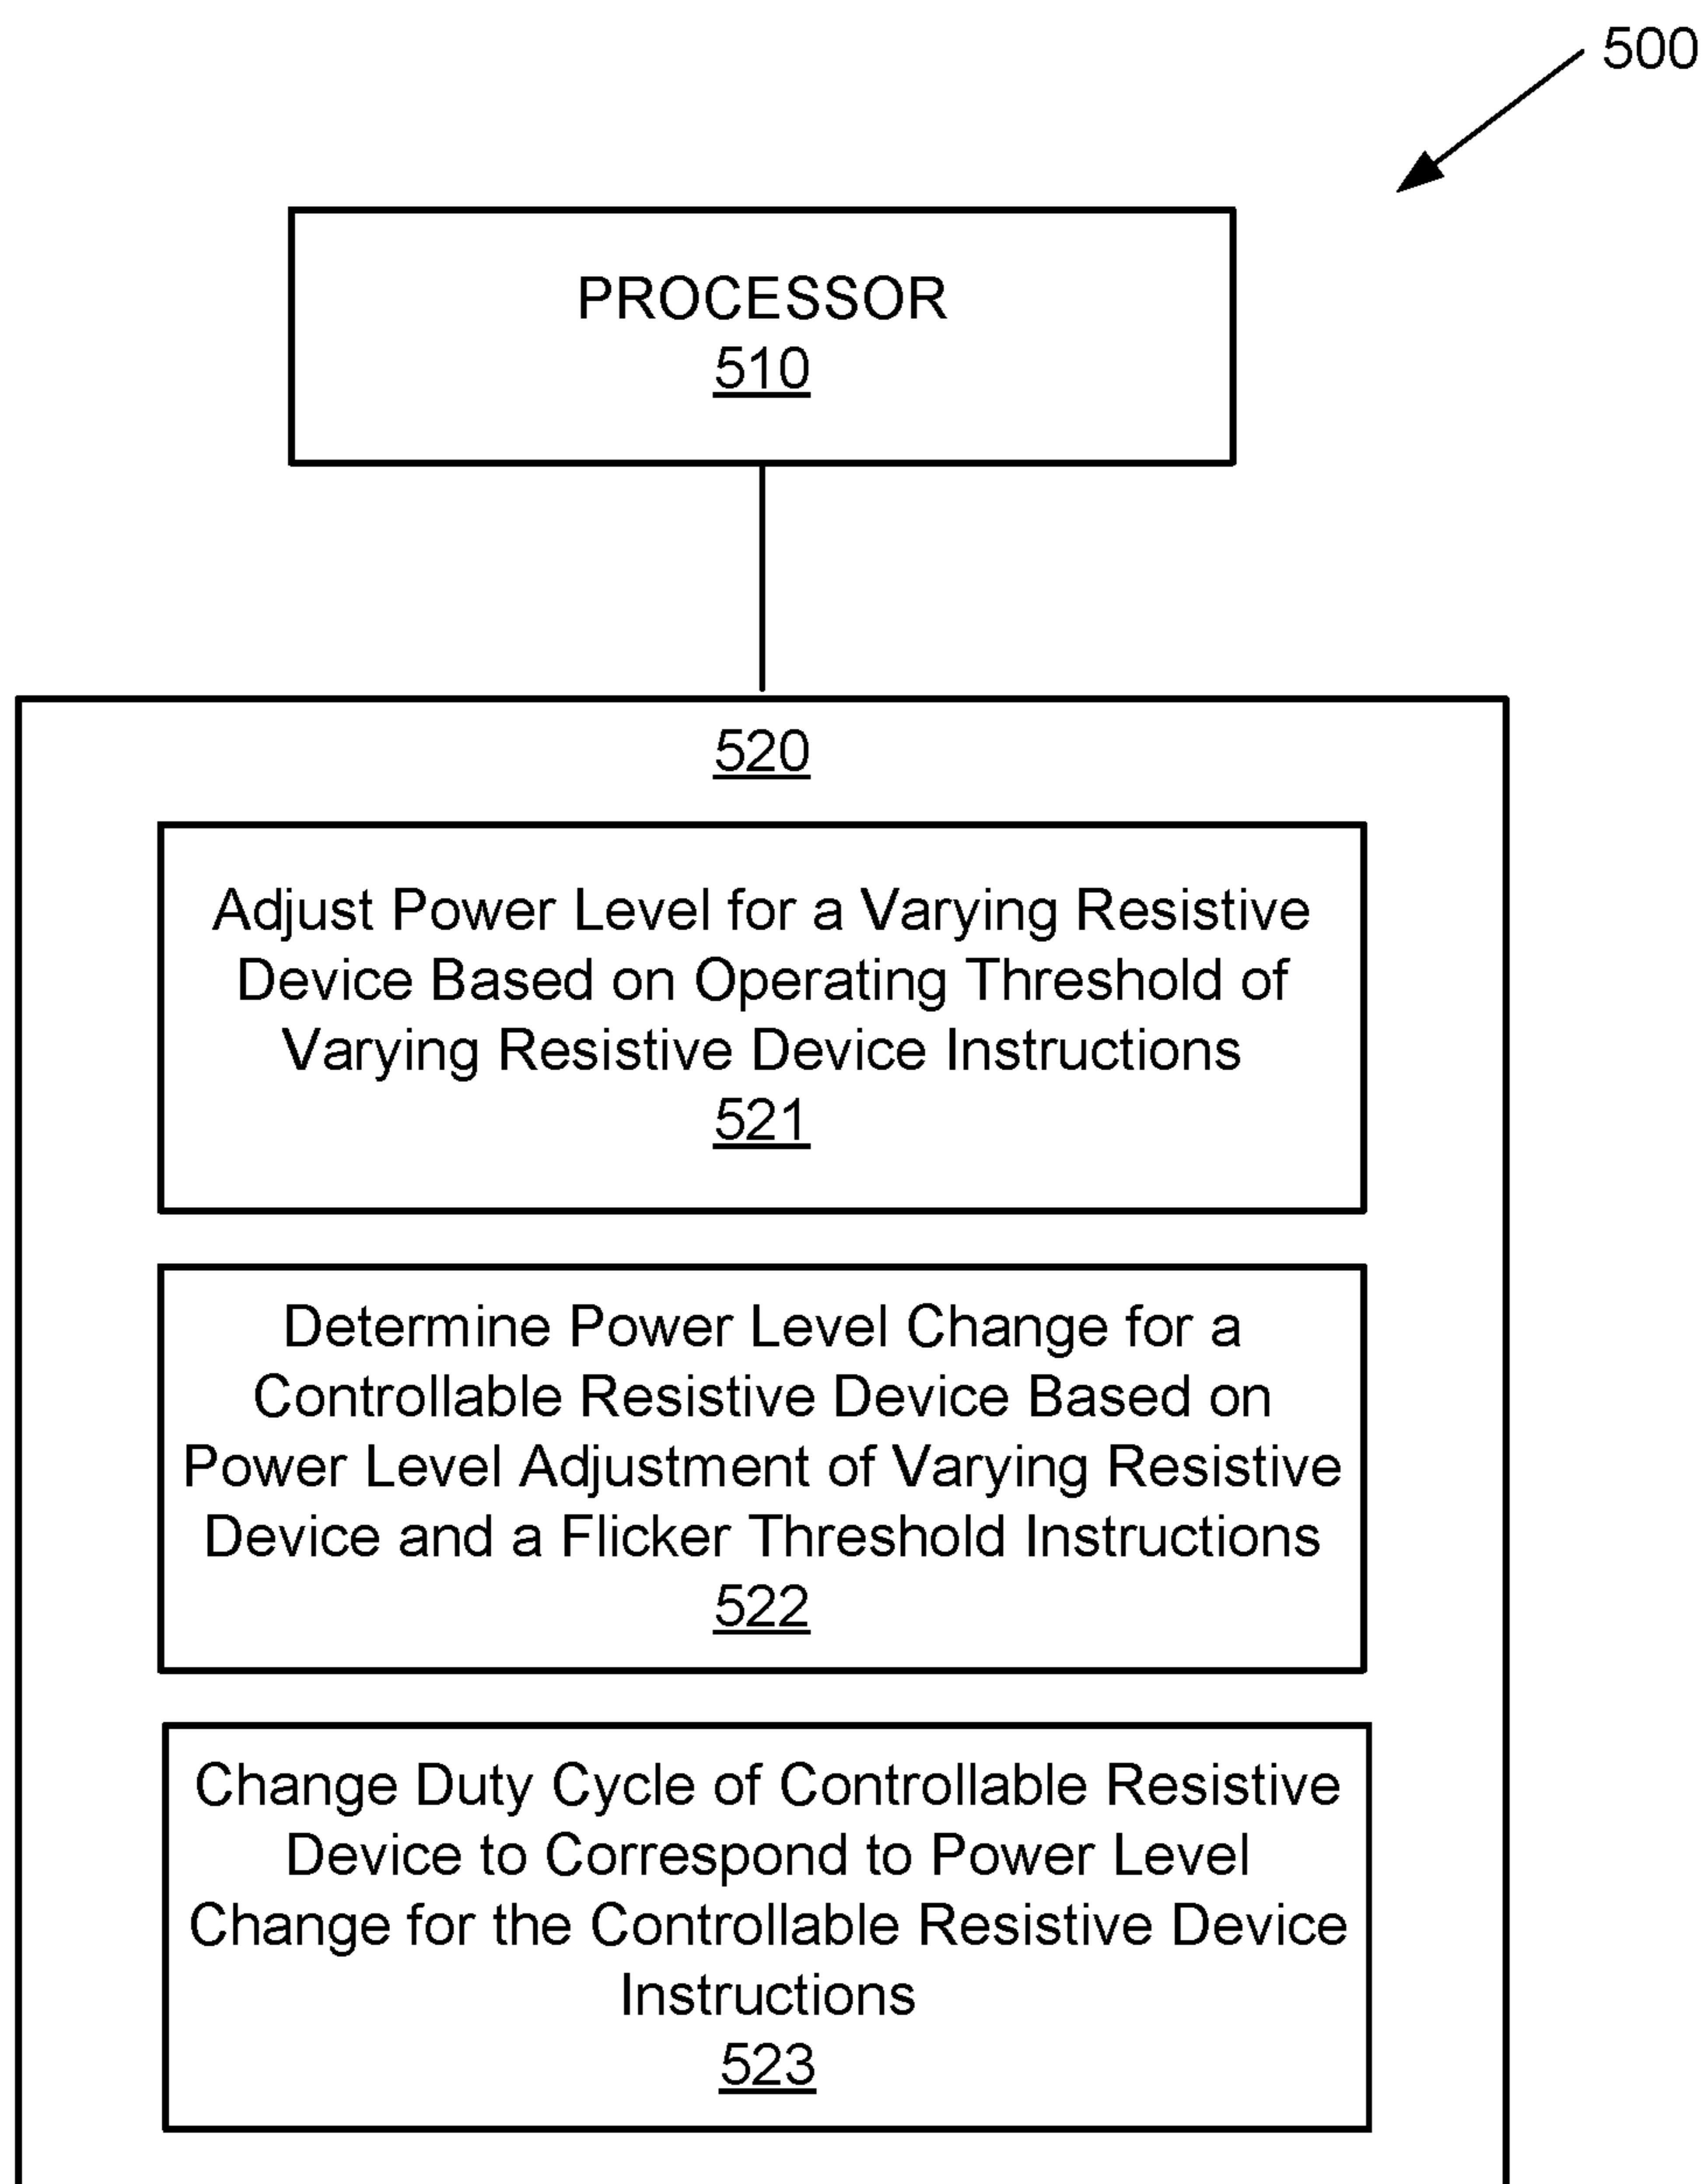 500
PROCESSOR
510
520
Adjust Power Level for a Varying Resistive
Device Based on Operating Threshold of
Varying Resistive Device Instructions
521
Determine Power Level Change for a
Controllable Resistive Device Based on
Power Level Adjustment of Varying Resistive
Device and a Flicker Threshold Instructions
522
Change Duty Cycle of Controllable Resistive
Device to Correspond to Power Level
Change for the Controllable Resistive Device
Instructions
523